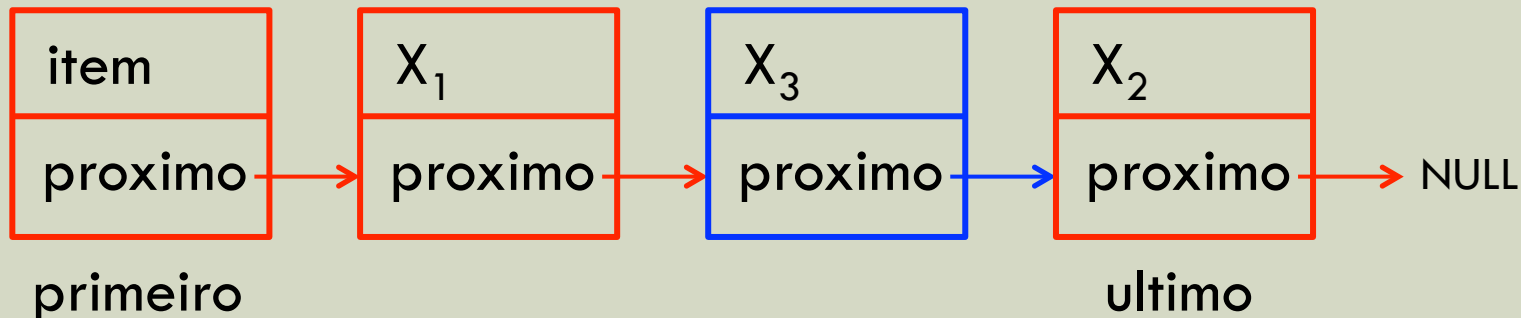 item X₁ X₃ X₂
proximo proximo proximo proximo NULL
primeiro ultimo